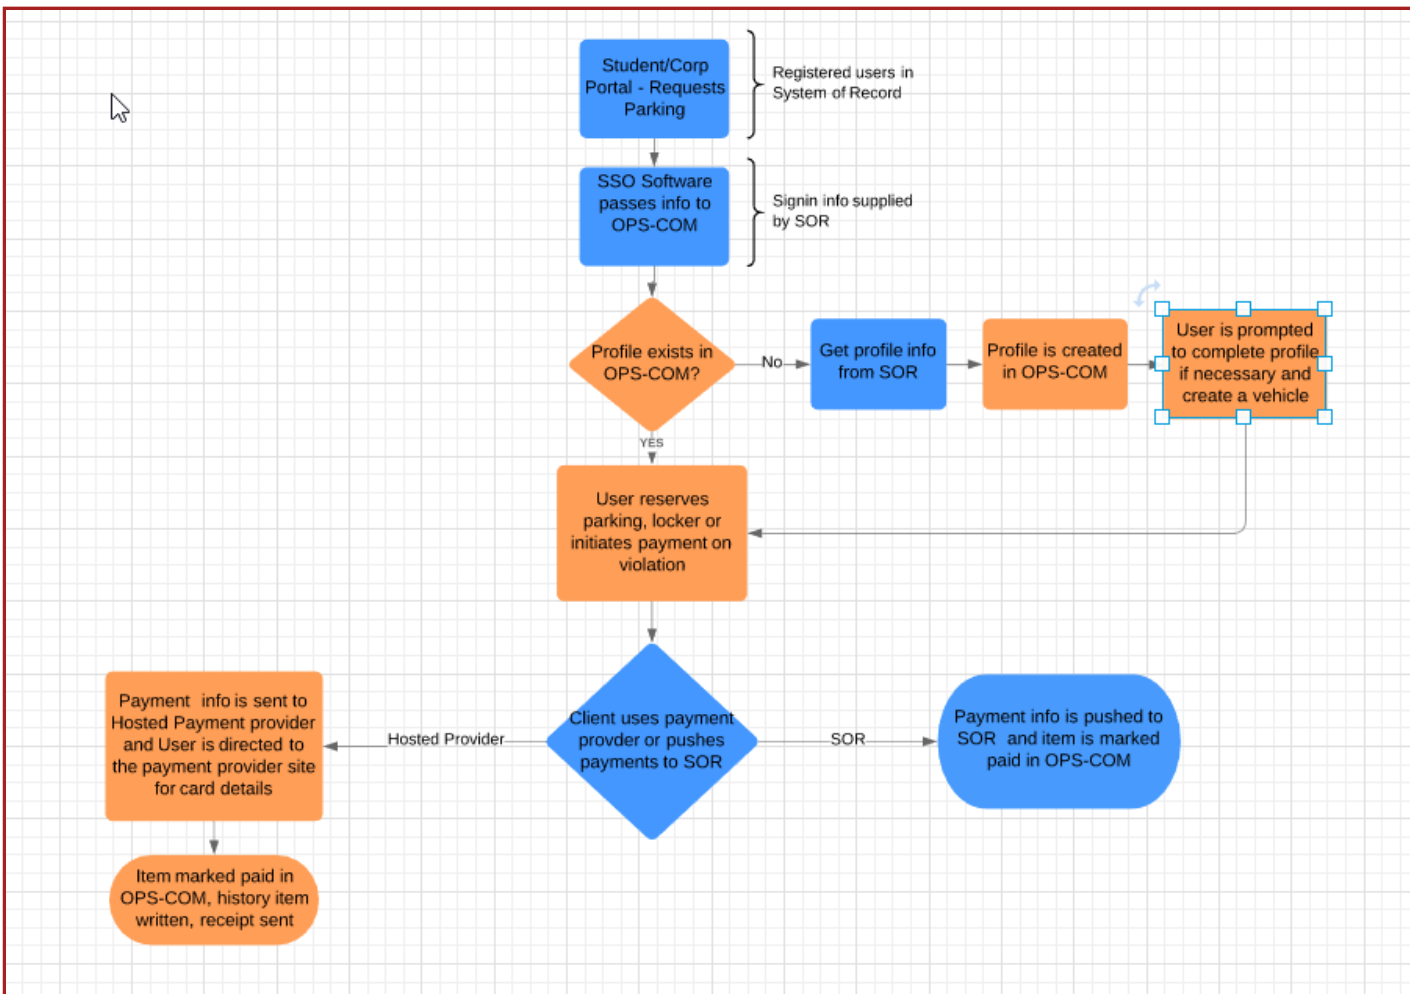 Student/Corp
Portal - Requests
Parking
Registered users in
System of Record
SSO Software
passes info to
OPS-COM
Signin info supplied
by SOR
Profile exists in
OPS-COM?
No
Get profile info
from SOR
Profile is created
in OPS-COM
User is prompted
to complete profile
if necessary and
create a vehicle
YES
User reserves
parking, locker or
initiates payment on
violation
Client uses payment
provder or pushes
payments to SOR
Hosted Provider
SOR
Payment info is sent to
Hosted Payment provider
and User is directed to
the payment provider site
for card details
Payment info is pushed to
SOR and item is marked
paid in OPS-COM
Item marked paid in
OPS-COM, history item
written, receipt sent